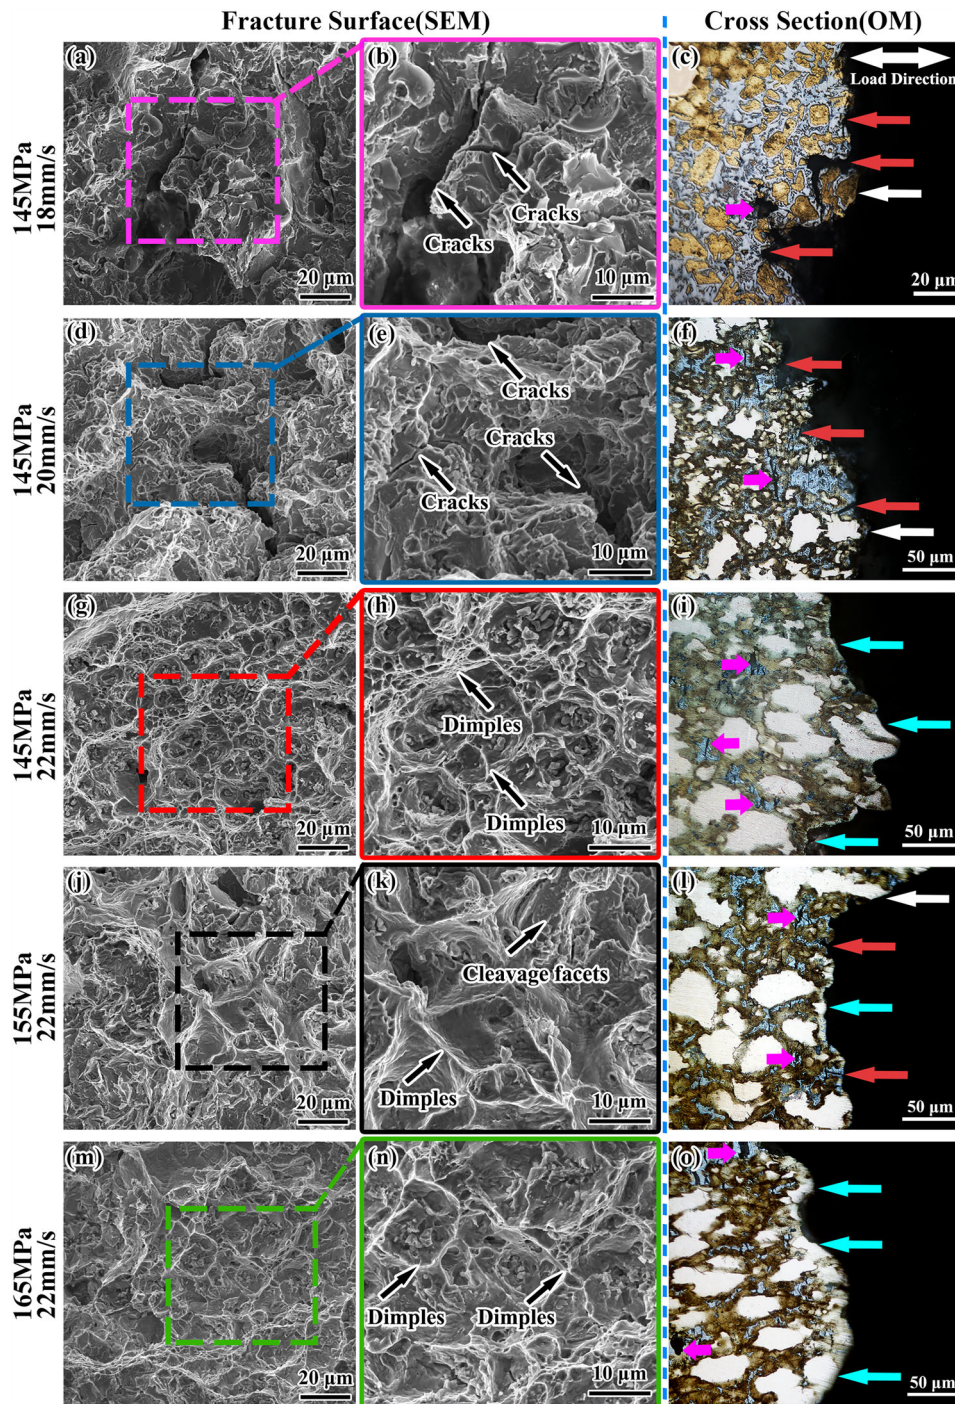 Fracture Surface(SEM)
Cross Section(OM)
145MPa
18mm/s
(a)
20 μm
(b)
Cracks
Cracks
10 μm
(c)
Load Direction
20 μm
145MPa
20mm/s
(d)
20 μm
(e)
Cracks
Cracks
Cracks
10 μm
(f)
50 μm
145MPa
22mm/s
(g)
20 μm
(h)
Dimples
Dimples
10 μm
(i)
50 μm
155MPa
22mm/s
(j)
20 μm
(k)
Cleavage facets
Dimples
10 μm
(l)
50 μm
165MPa
22mm/s
(m)
20 μm
(n)
Dimples
Dimples
10 μm
(o)
50 μm